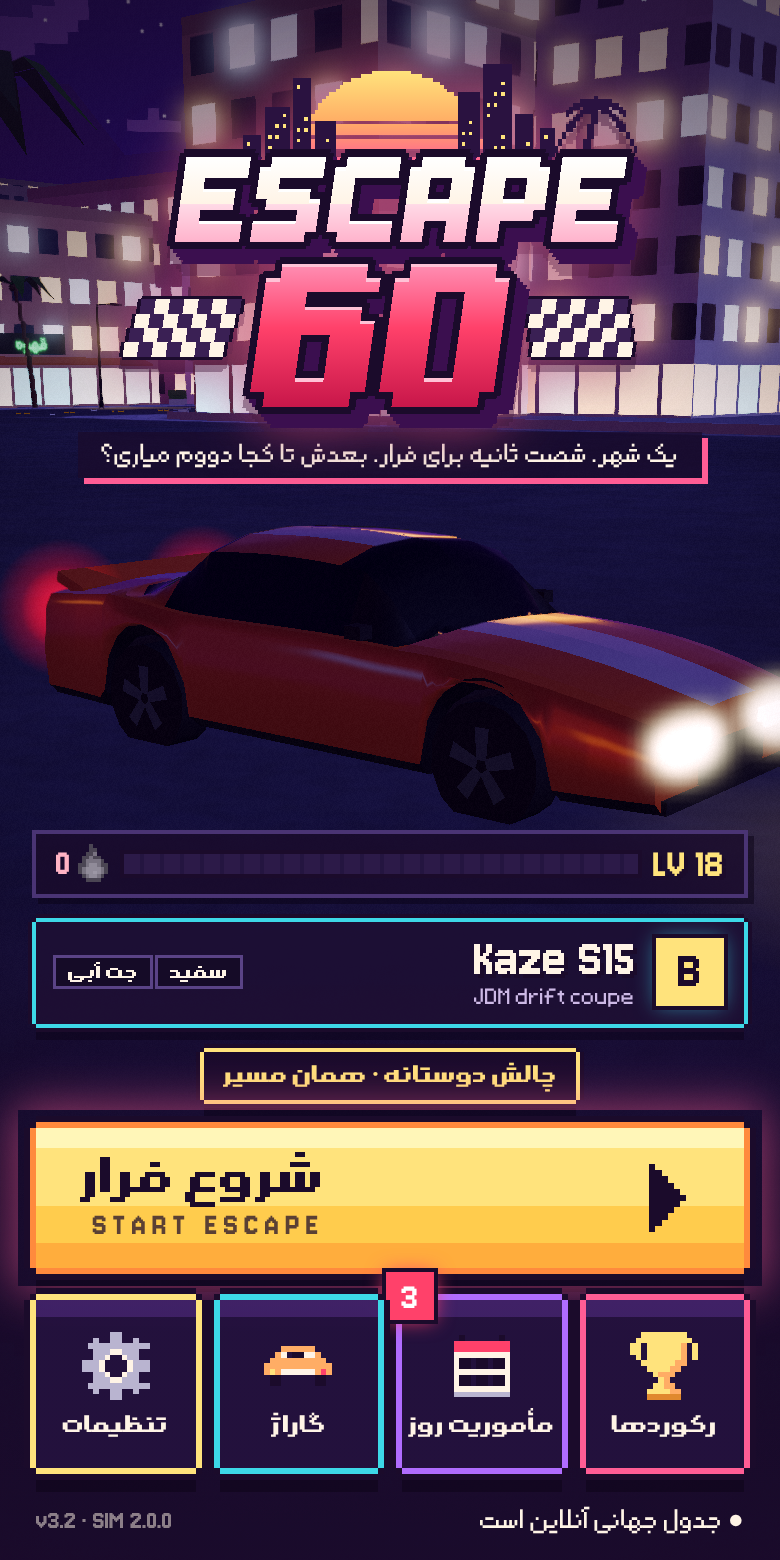 ESCAPE
60
قهوه
یک شهر. شصت ثانیه برای فرار. بعدش تا کجا دووم میاری؟
LV 18
0
B
Kaze S15
JDM drift coupe
سفید
جت آبی
چالش دوستانه · همان مسیر
شروع فرار
START ESCAPE
3
رکوردها
مأموریت روز
گاراژ
تنظیمات
جدول جهانی آنلاین است
v3.2 · SIM 2.0.0